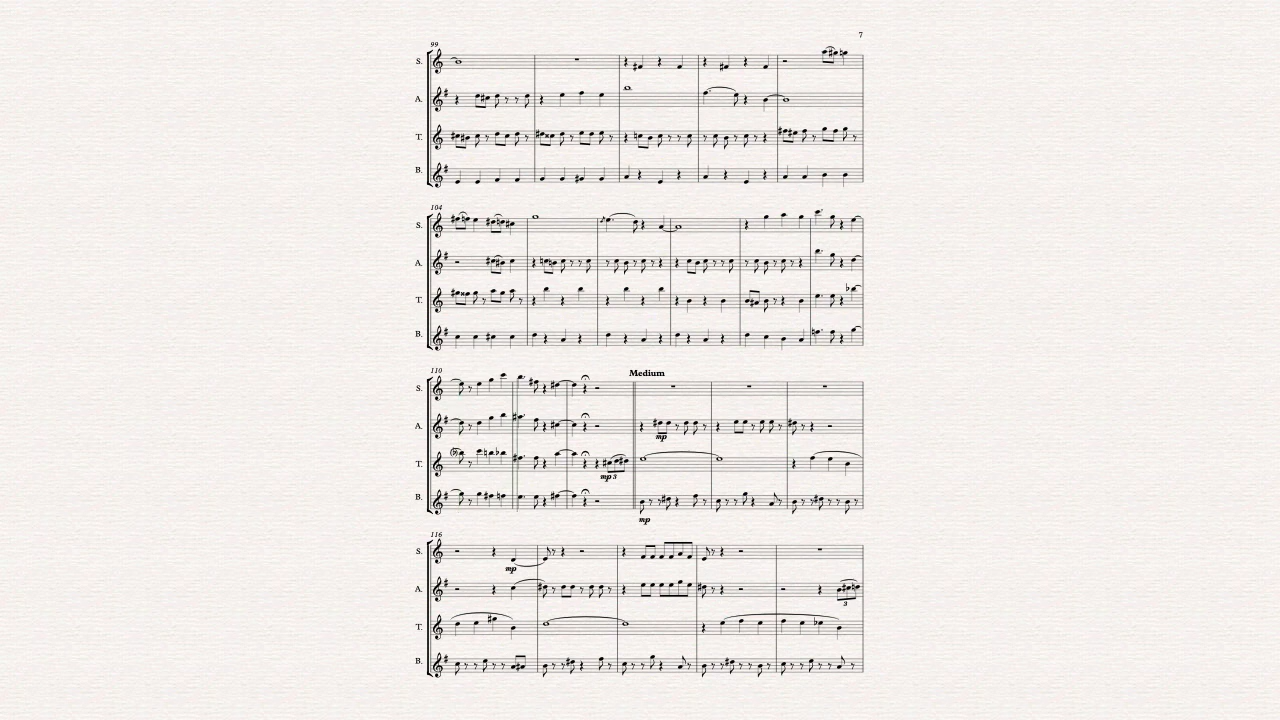 7
99
S.
A.
T.
B.
104
S.
A.
T.
B.
110
Medium
S.
A.
mp
T.
mp 3
B.
mp
116
S.
mp
A.
3
T.
B.